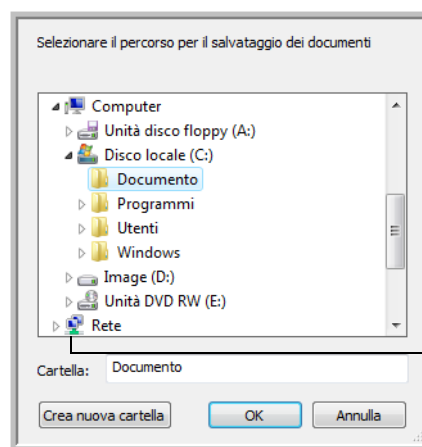 Selezionare il percorso per il salvataggio dei documenti
Computer
Unità disco floppy (A:)
Disco locale (C:)
Documento
Programmi
Utenti
Windows
Image (D:)
Unità DVD RW (E:)
Rete
Cartella: Documento
Crea nuova cartella OK Annulla